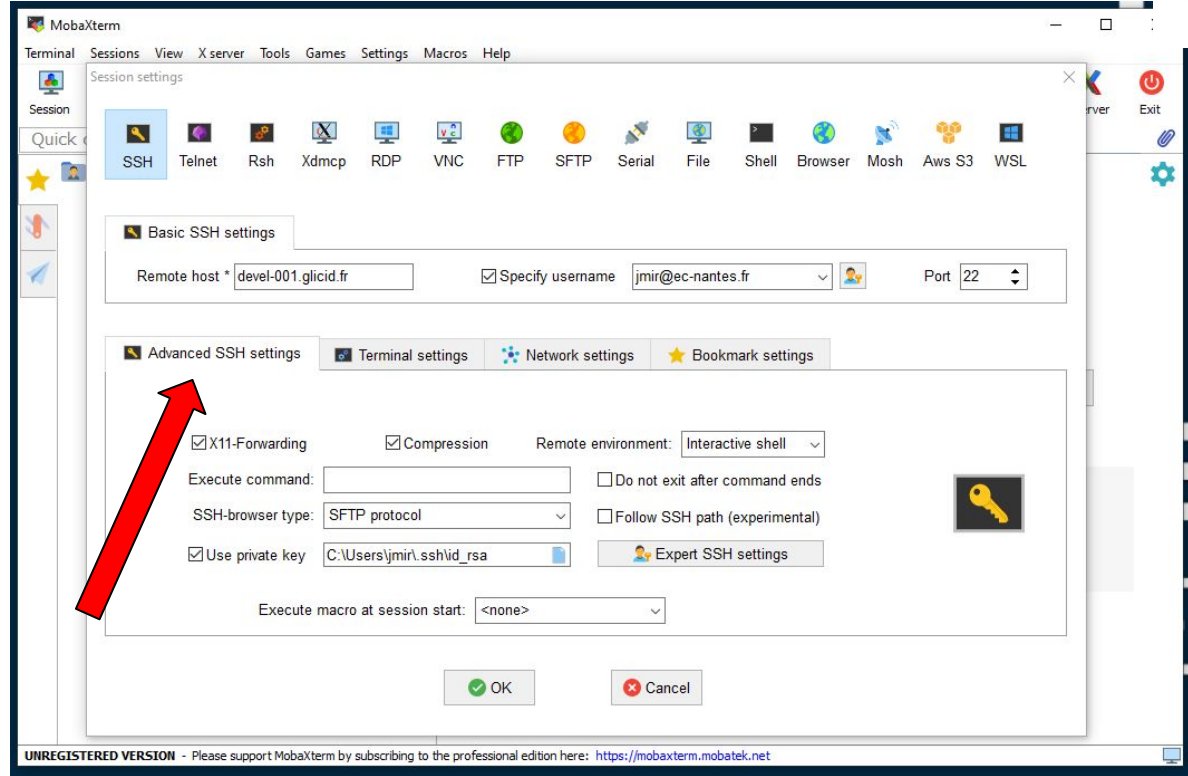 MobaXterm
Terminal Sessions View X server Tools Games Settings Macros Help
Session settings
Session
Exit
Quick
SSH Telnet Rsh Xdmcp RDP VNC FTP SFTP Serial File Shell Browser Mosh Aws S3 WSL
Basic SSH settings
Remote host * devel-001.glicid.fr Specify username jmir@ec-nantes.fr Port 22
Advanced SSH settings Terminal settings Network settings Bookmark settings
X11-Forwarding Compression Remote environment: Interactive shell
Execute command: Do not exit after command ends
SSH-browser type: SFTP protocol Follow SSH path (experimental)
Use private key C:\Users\jmir\.ssh\id_rsa Expert SSH settings
Execute macro at session start: <none>
OK Cancel
UNREGISTERED VERSION - Please support MobaXterm by subscribing to the professional edition here: https://mobaxterm.mobatek.net